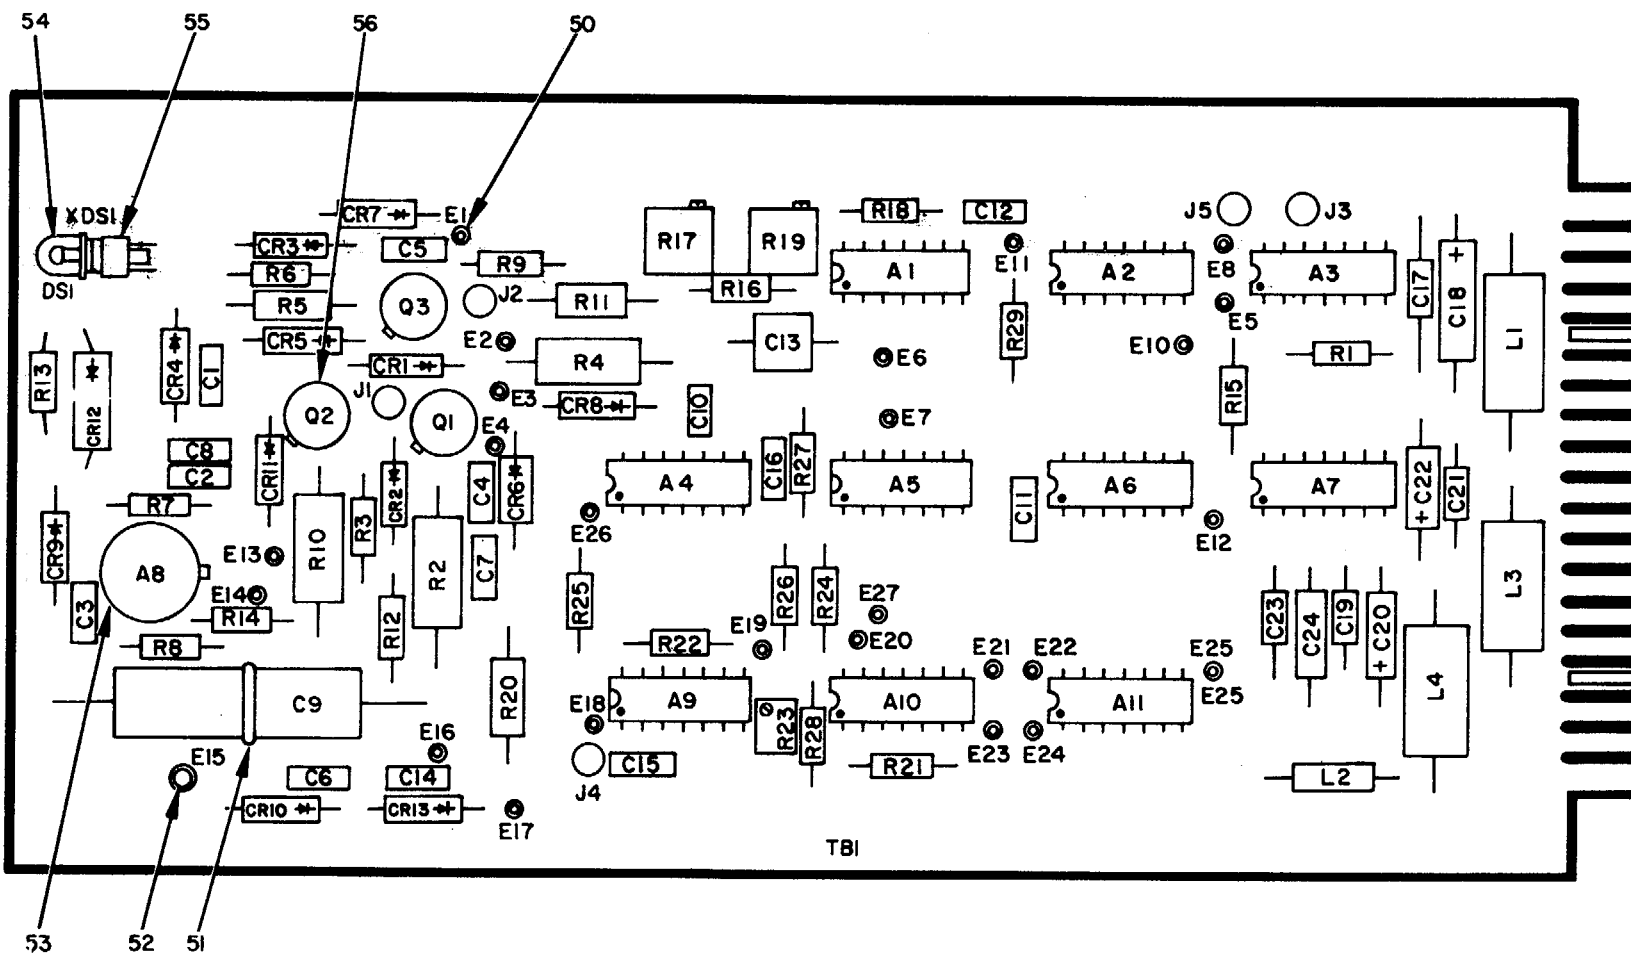 54 55 56 50
XDS1 CR7 E1 R18 C12 J5 J3
CR3 C5 R17 R19
R6 R9 A1 E11 A2 E8 A3
DS1 R5 Q3 J2 R11 R16 C17 C18 +
CR5 E2 C13 R29 E10 E5
R13 CR12 CR4 C1 CR1 R4 E6 R1 L1
J1 E3 CR8 C10 E7 R15
Q2 Q1 E4
C8 CR11 CR2 C4 CR6 C16 R27
C2 A4 A5 A6 A7 +C22 C21
R7 R10 R3 E26 C11 E12
CR9 A8 E13 R2 C7
C3 E14 R12 R25 R26 R24 E27 C23 C24 C19 +C20 L3
R14
R8 R22 E19 E20 E21 E22 E25
C9 R20 A9 A10 A11 E25 L4
E18 R23 R28
E15 E16 E23 E24
C6 C14 J4 C15 R21 L2
CR10 CR13 E17
TB1
53 52 51